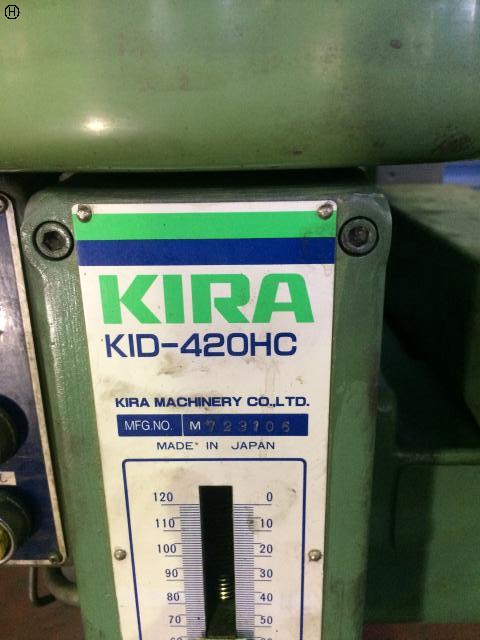 H
KIRA
KID-420HC
KIRA MACHINERY CO.,LTD.
MFG.NO. M 723106
MADE IN JAPAN
120 0
110 10
100 20
90 30
80 40
70 50